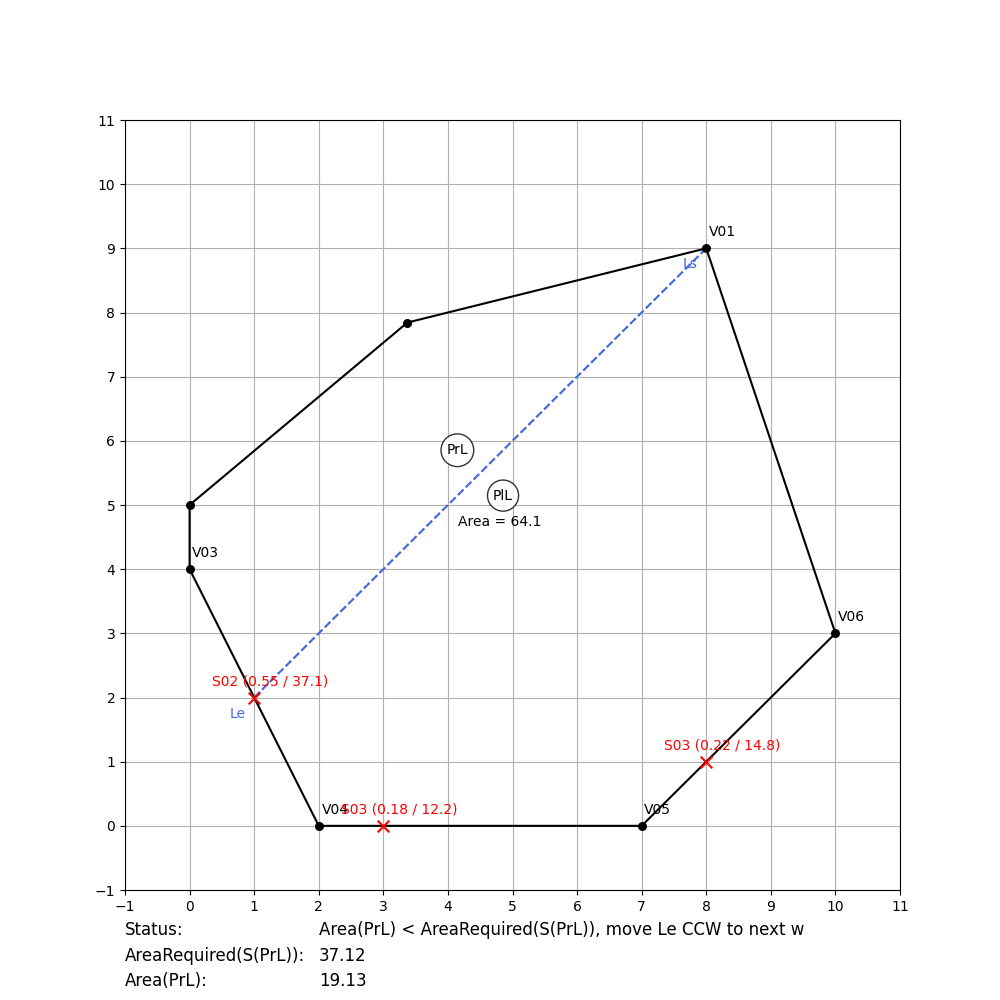 11
10
9
8
7
6
5
4
3
2
1
0
−1
V01
Ls
PrL
PlL
Area = 64.1
V03
V06
S02 (0.55 / 37.1)
Le
S03 (0.22 / 14.8)
V04
S03 (0.18 / 12.2)
V05
−1 0 1 2 3 4 5 6 7 8 9 10 11
Status: Area(PrL) < AreaRequired(S(PrL)), move Le CCW to next w
AreaRequired(S(PrL)): 37.12
Area(PrL): 19.13